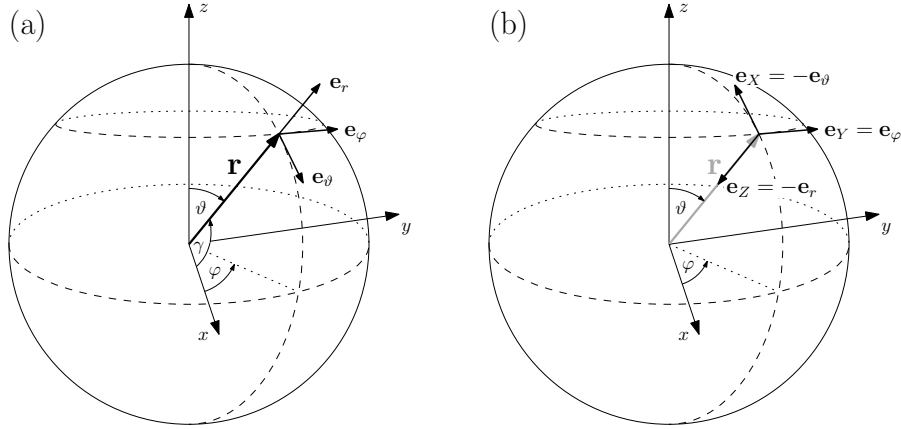 (a)
z
𝐞_r
𝐞_φ
𝐫
𝐞_ϑ
ϑ
γ
φ
y
x
(b)
z
𝐞_X = −𝐞_ϑ
𝐞_Y = 𝐞_φ
𝐫
𝐞_Z = −𝐞_r
ϑ
φ
y
x